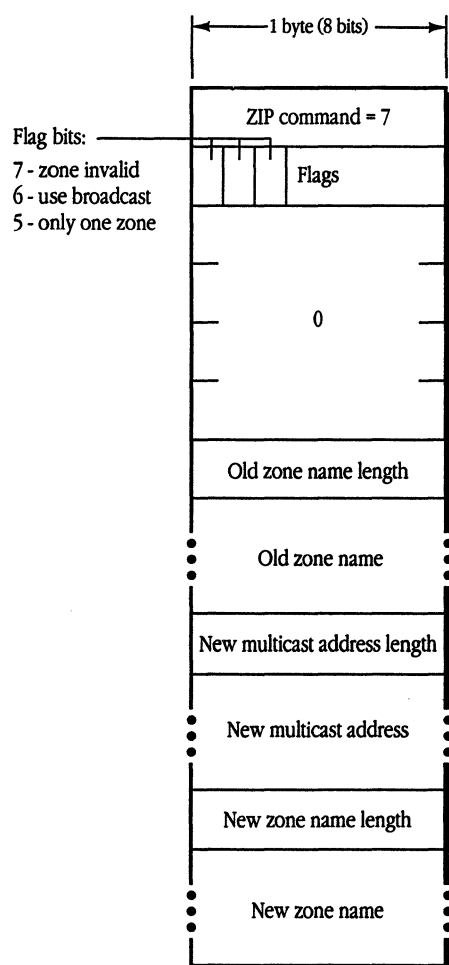 1 byte (8 bits)
ZIP command = 7
Flag bits:
7 - zone invalid
6 - use broadcast
5 - only one zone
Flags
0
Old zone name length
Old zone name
New multicast address length
New multicast address
New zone name length
New zone name